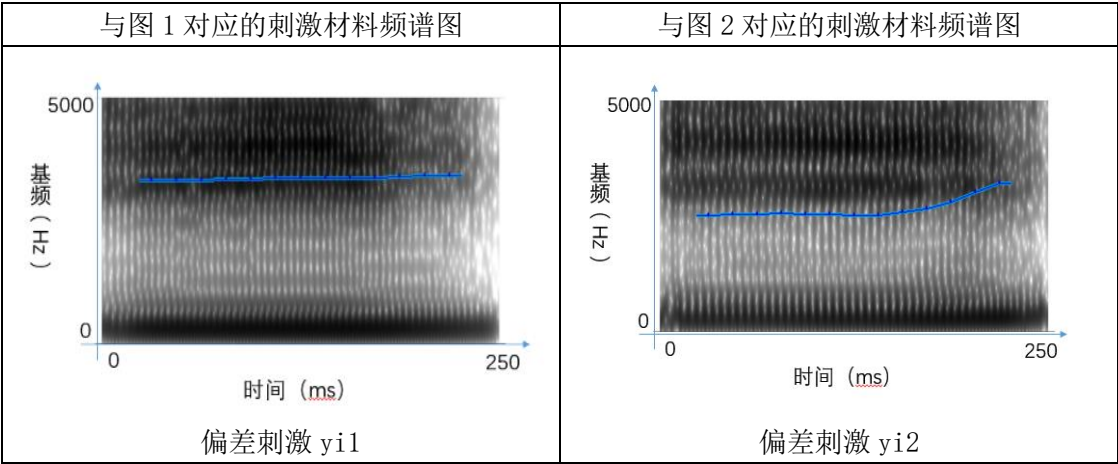 与图 1 对应的刺激材料频谱图
5000
基频（Hz）
0
0
250
时间（ms）
偏差刺激 yi1
与图 2 对应的刺激材料频谱图
5000
基频（Hz）
0
0
250
时间（ms）
偏差刺激 yi2